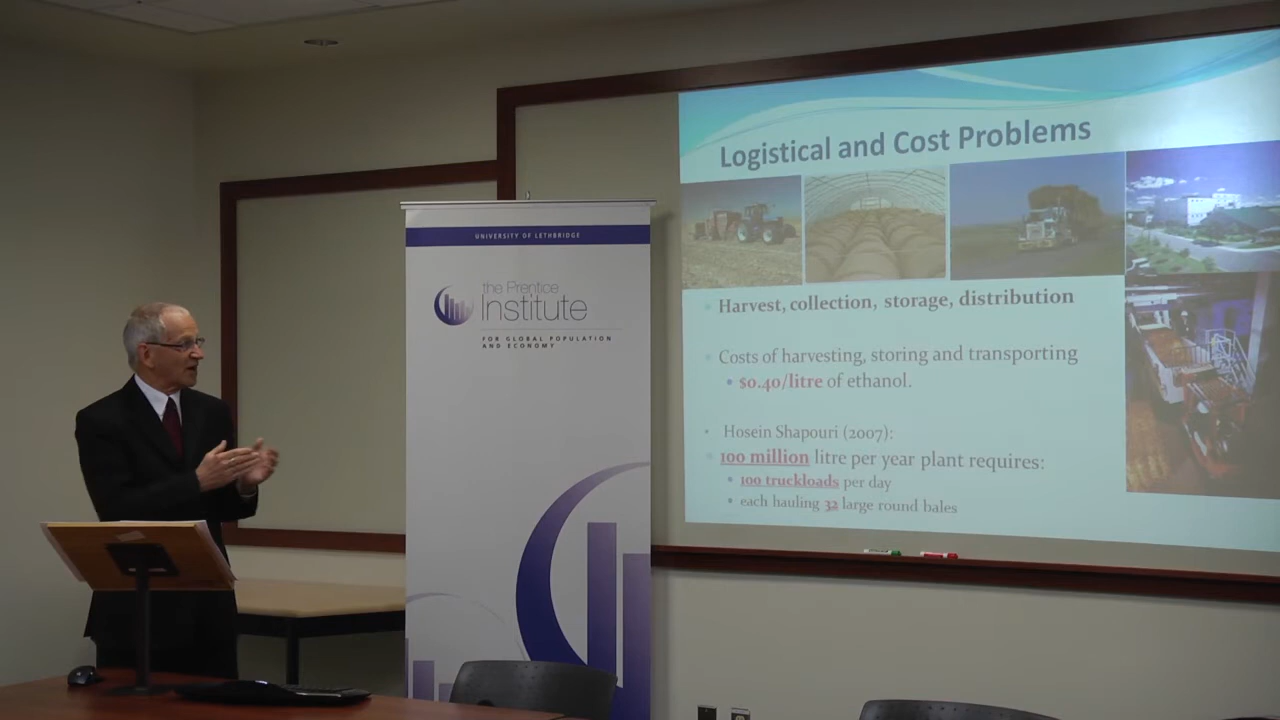 UNIVERSITY OF LETHBRIDGE
the Prentice
Institute
FOR GLOBAL POPULATION
AND ECONOMY
Logistical and Cost Problems
Harvest, collection, storage, distribution
Costs of harvesting, storing and transporting
• $0.40/litre of ethanol.
• Hosein Shapouri (2007):
• 100 million litre per year plant requires:
• 100 truckloads per day
• each hauling 32 large round bales